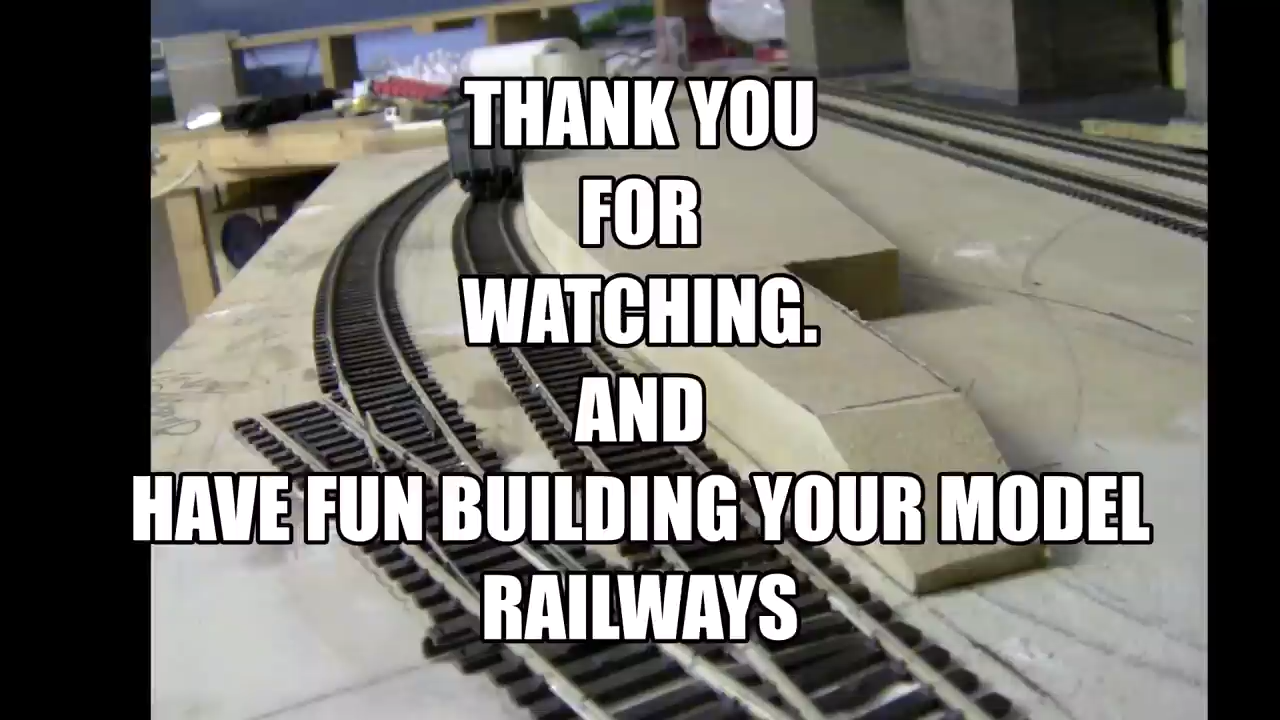 THANK YOU
FOR
WATCHING.
AND
HAVE FUN BUILDING YOUR MODEL
RAILWAYS